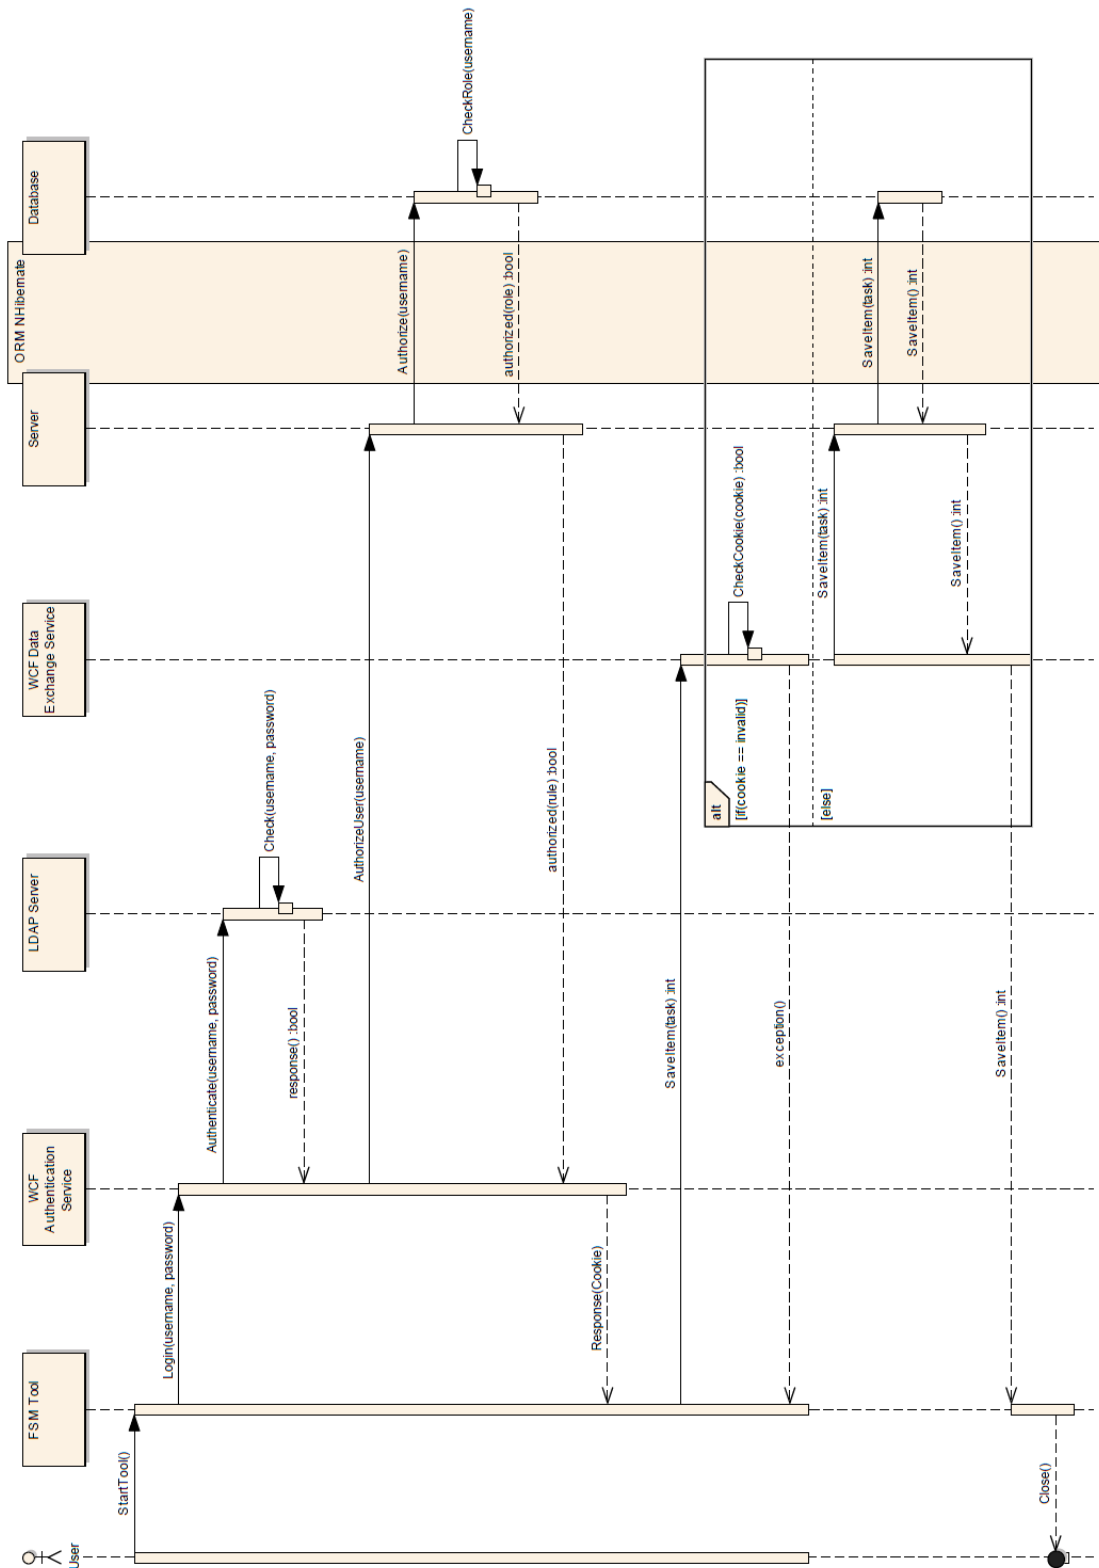 User
FSM Tool
WCF
Authentication
Service
LDAP Server
WCF Data
Exchange Service
Server
ORM NHibernate
Database
StartTool()
Login(username, password)
Authenticate(username, password)
Check(username, password)
response() :bool
AuthorizeUser(username)
Authorize(username)
CheckRole(username)
authorized(role) :bool
authorized(rule) :bool
Response(Cookie)
SaveItem(task) :int
alt
[if(cookie == invalid)]
CheckCookie(cookie) :bool
exception()
[else]
SaveItem(task) :int
SaveItem(task) :int
SaveItem() :int
SaveItem() :int
SaveItem() :int
Close()